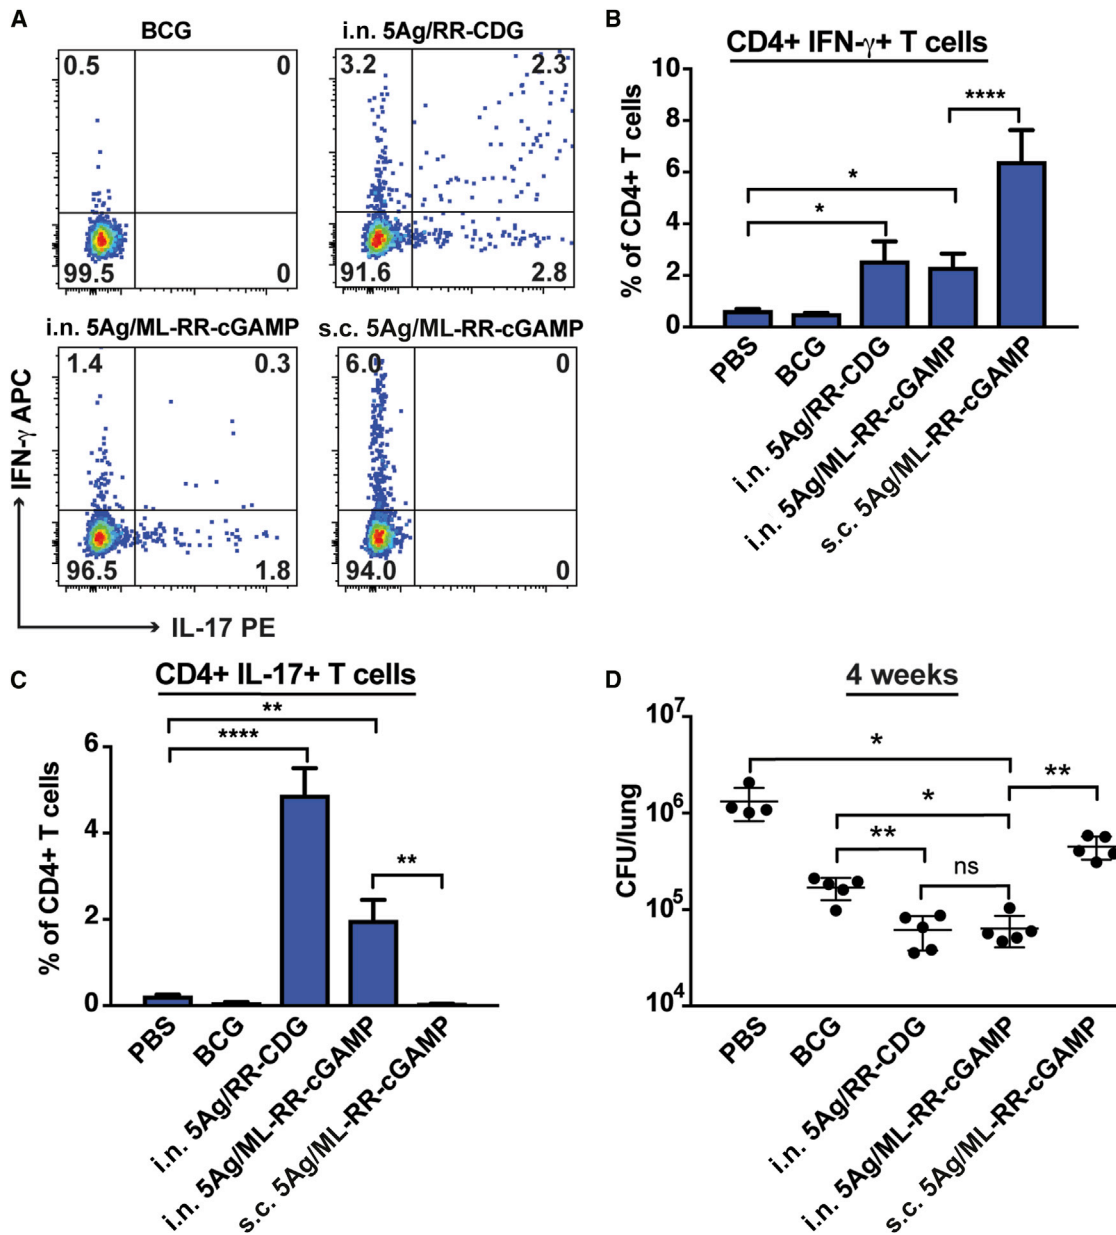 A
BCG
i.n. 5Ag/RR-CDG
0.5
0
3.2
2.3
99.5
0
91.6
2.8
i.n. 5Ag/ML-RR-cGAMP
s.c. 5Ag/ML-RR-cGAMP
1.4
0.3
6.0
0
96.5
1.8
94.0
0
IFN-γ APC
IL-17 PE
B
CD4+ IFN-γ+ T cells
% of CD4+ T cells
10
8
6
4
2
0
****
*
*
PBS
BCG
i.n. 5Ag/RR-CDG
i.n. 5Ag/ML-RR-cGAMP
s.c. 5Ag/ML-RR-cGAMP
C
CD4+ IL-17+ T cells
% of CD4+ T cells
6
4
2
0
**
****
**
PBS
BCG
i.n. 5Ag/RR-CDG
i.n. 5Ag/ML-RR-cGAMP
s.c. 5Ag/ML-RR-cGAMP
D
4 weeks
CFU/lung
10⁷
10⁶
10⁵
10⁴
*
**
*
**
ns
PBS
BCG
i.n. 5Ag/RR-CDG
i.n. 5Ag/ML-RR-cGAMP
s.c. 5Ag/ML-RR-cGAMP